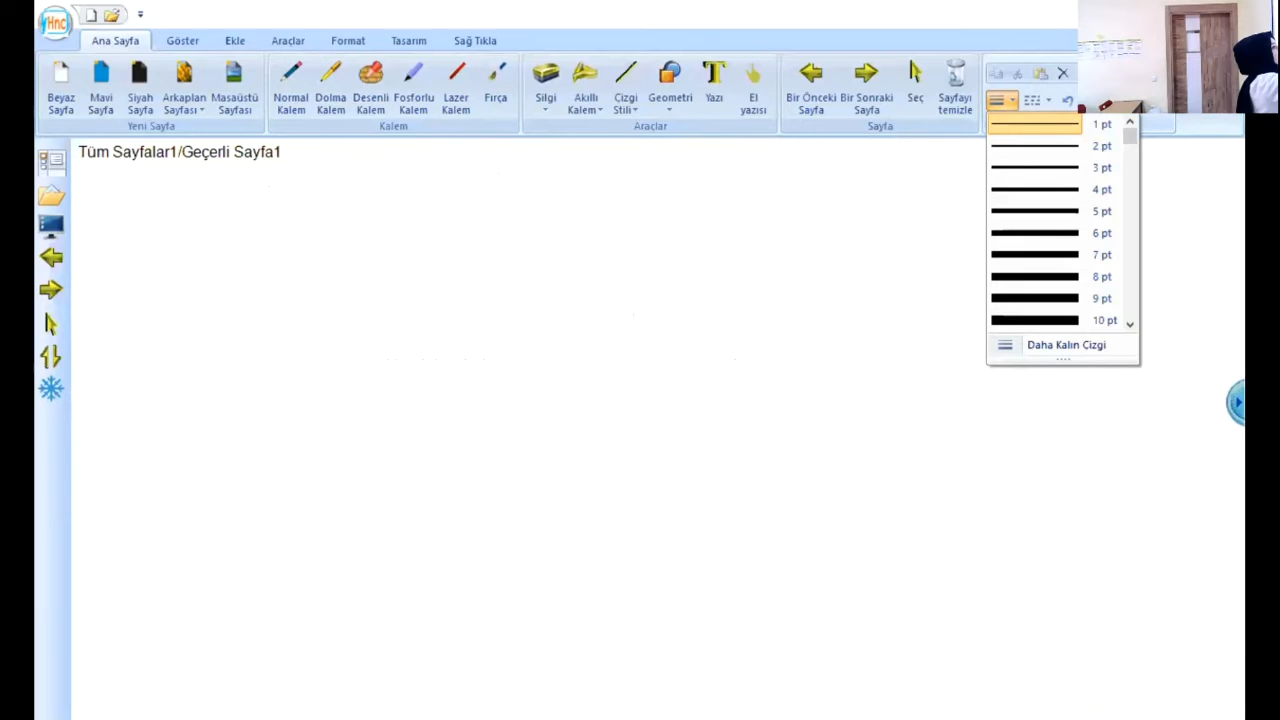 Hnc
Ana Sayfa Göster Ekle Araçlar Format Tasarım Sağ Tıkla
Beyaz Sayfa
Mavi Sayfa
Siyah Sayfa
Arkaplan Sayfası
Masaüstü Sayfası
Yeni Sayfa
Normal Kalem
Dolma Kalem
Desenli Kalem
Fosforlu Kalem
Lazer Kalem
Fırça
Kalem
Silgi
Akıllı Kalem
Çizgi Stili
Geometri
Yazı
El yazısı
Araçlar
Bir Önceki Sayfa
Bir Sonraki Sayfa
Seç
Sayfayı temizle
Sayfa
Tüm Sayfalar1/Geçerli Sayfa1
1 pt
2 pt
3 pt
4 pt
5 pt
6 pt
7 pt
8 pt
9 pt
10 pt
Daha Kalın Çizgi